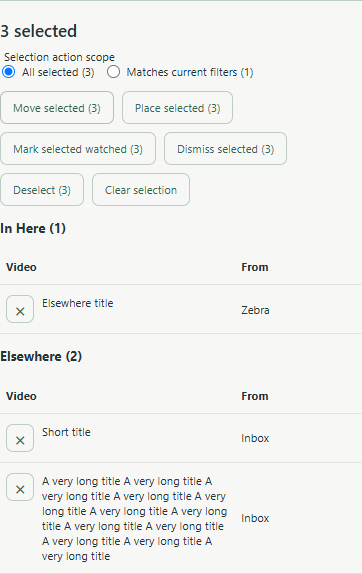 3 selected
Selection action scope
All selected (3) Matches current filters (1)
Move selected (3) Place selected (3)
Mark selected watched (3) Dismiss selected (3)
Deselect (3) Clear selection
In Here (1)
Video From
× Elsewhere title
Zebra
Elsewhere (2)
Video From
× Short title
Inbox
× A very long title A very long title A
very long title A very long title A very
long title A very long title A very long
title A very long title A very long title
A very long title A very long title A
very long title
Inbox